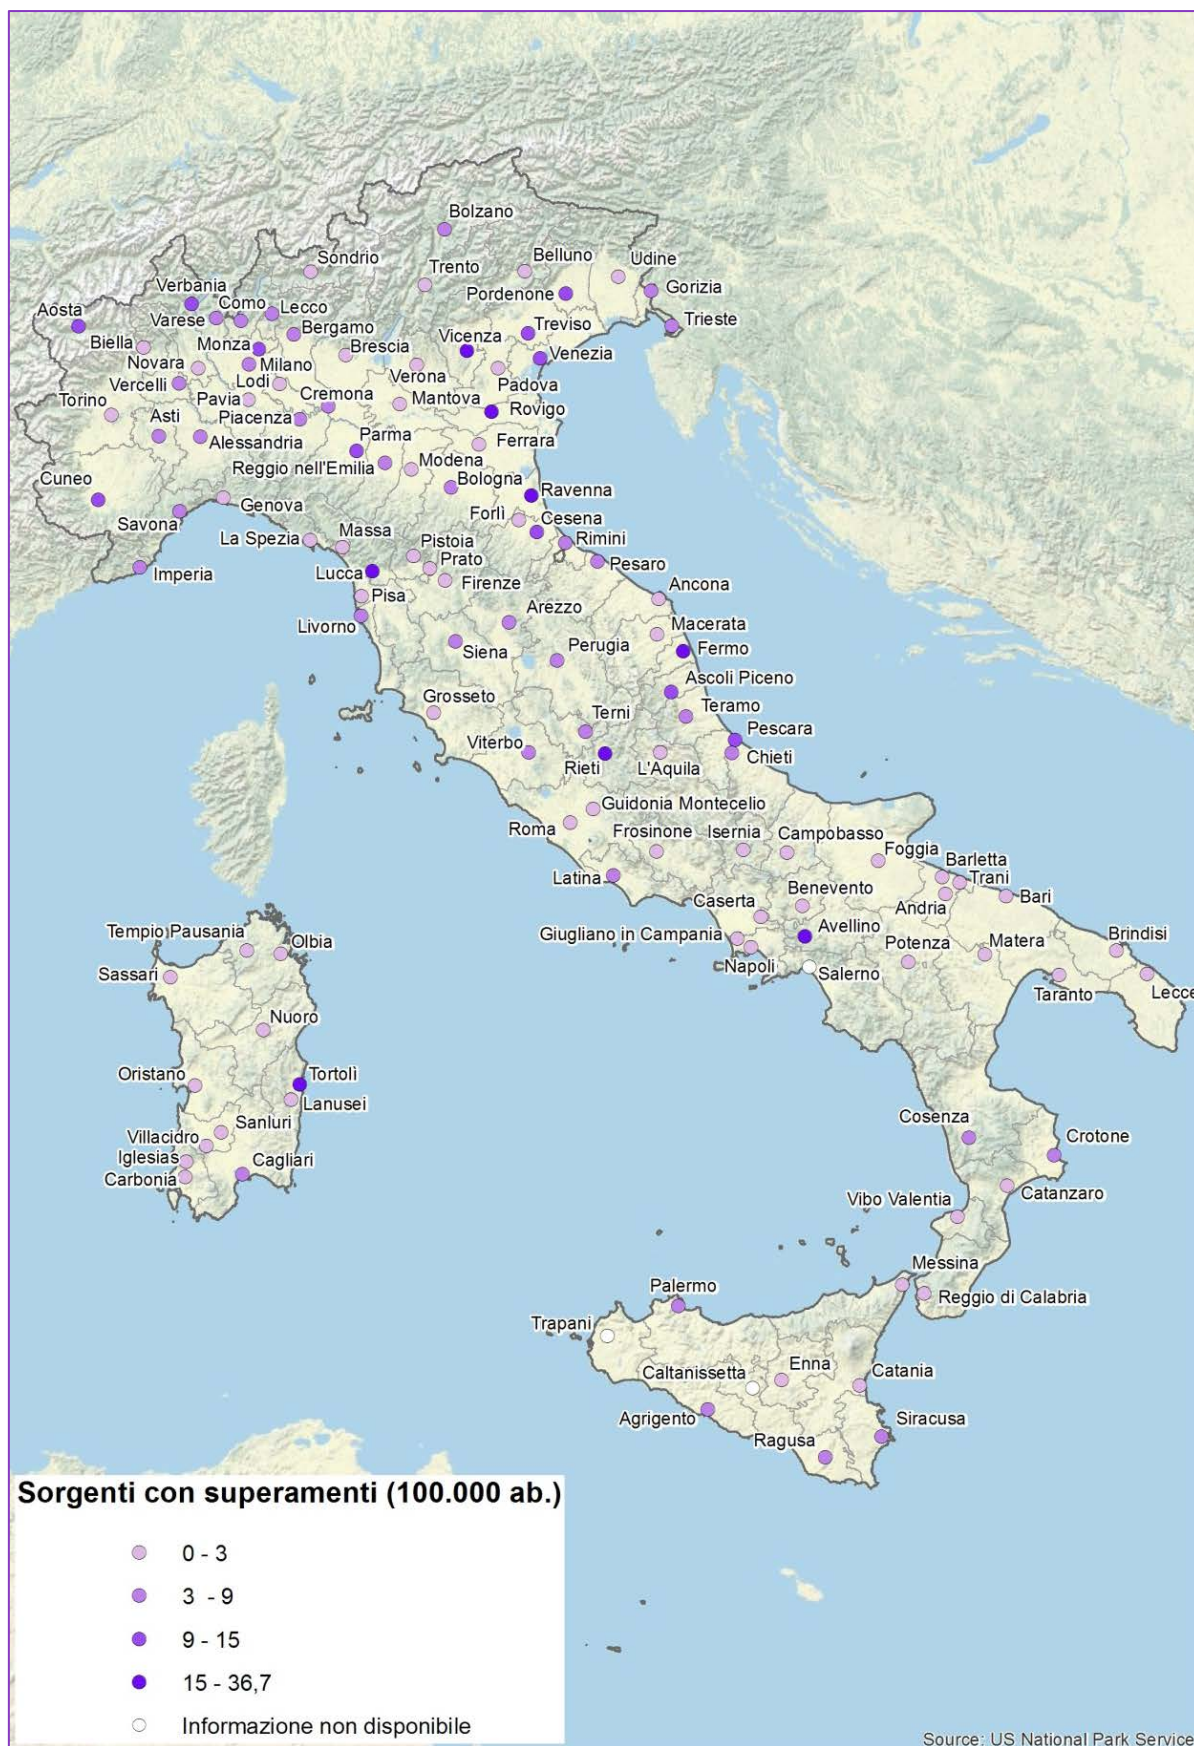 Bolzano
Sondrio
Trento
Belluno
Udine
Verbania
Como
Lecco
Pordenone
Gorizia
Aosta
Varese
Bergamo
Vicenza
Treviso
Trieste
Biella
Monza
Brescia
Venezia
Novara
Milano
Verona
Padova
Vercelli
Lodi
Torino
Pavia
Cremona
Mantova
Rovigo
Asti
Piacenza
Alessandria
Parma
Ferrara
Reggio nell'Emilia
Modena
Cuneo
Bologna
Genova
Ravenna
Savona
Forlì
Cesena
La Spezia
Massa
Pistoia
Rimini
Prato
Pesaro
Imperia
Lucca
Firenze
Pisa
Ancona
Livorno
Arezzo
Macerata
Siena
Perugia
Fermo
Grosseto
Ascoli Piceno
Terni
Teramo
Viterbo
Pescara
Rieti
L'Aquila
Chieti
Guidonia Montecelio
Roma
Frosinone
Isernia
Campobasso
Foggia
Barletta
Latina
Trani
Benevento
Andria
Bari
Caserta
Avellino
Tempio Pausania
Olbia
Giugliano in Campania
Potenza
Matera
Brindisi
Sassari
Napoli
Salerno
Taranto
Lecce
Nuoro
Oristano
Tortolì
Lanusei
Sanluri
Villacidro
Iglesias
Cagliari
Carbonia
Cosenza
Crotone
Vibo Valentia
Catanzaro
Messina
Palermo
Reggio di Calabria
Trapani
Caltanissetta
Enna
Catania
Agrigento
Siracusa
Ragusa
Sorgenti con superamenti (100.000 ab.)
0 - 3
3 - 9
9 - 15
15 - 36,7
Informazione non disponibile
Source: US National Park Service